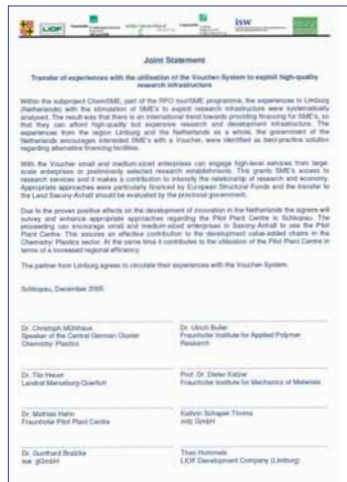 LIOF
isw
Joint Statement
Transfer of experiences with the utilisation of the Voucher-System to exploit high-quality
research infrastructure
Within the subproject ChemSME, part of the RFO tourSME programme, the experiences in Limburg
(Netherlands) with the stimulation of SME's to exploit research infrastructure were systematically
analysed. The result was that there is an international trend towards providing financing for SME's, so
that they can afford high-quality but expensive research and development infrastructure. The
experiences from the region Limburg and the Netherlands as a whole, the government of the
Netherlands encourages interested SME's with a Voucher, were identified as best-practice solution
regarding alternative financing facilities.
With the Voucher small and medium-sized enterprises can engage high-level services from large-
scale enterprises or preliminarily selected research establishments. This grants SME's access to
research services and it makes a contribution to intensify the relationship of research and economy.
Appropriate approaches were particularly financed by European Structural Funds and the transfer to
the Land Saxony-Anhalt should be evaluated by the provincial government.
Due to the proven positive effects on the development of innovation in the Netherlands the signers will
survey and enhance appropriate approaches regarding the Pilot Plant Centre in Schkopau. The
proceeding can encourage small and medium-sized enterprises in Saxony-Anhalt to use the Pilot
Plant Centre. This assures an effective contribution to the development value-added chains in the
Chemistry/ Plastics sector. At the same time it contributes to the utilisation of the Pilot Plant Centre in
terms of a increased regional efficiency.
The partner from Limburg agrees to circulate their experiences with the Voucher-System.
Schkopau, December 2005
Dr. Christoph Mühlhaus
Speaker of the Central German Cluster
Chemistry/ Plastics
Dr. Ulrich Buller
Fraunhofer Institute for Applied Polymer
Research
Dr. Tilo Heuer
Landrat Merseburg-Querfurt
Prof. Dr. Dieter Katzer
Fraunhofer Institute for Mechanics of Materials
Dr. Mathias Hahn
Fraunhofer Pilot Plant Centre
Kathrin Schaper-Thoma
mitz GmbH
Dr. Gunthard Bratzke
isw gGmbH
Theo Hommels
LIOF Development Company (Limburg)